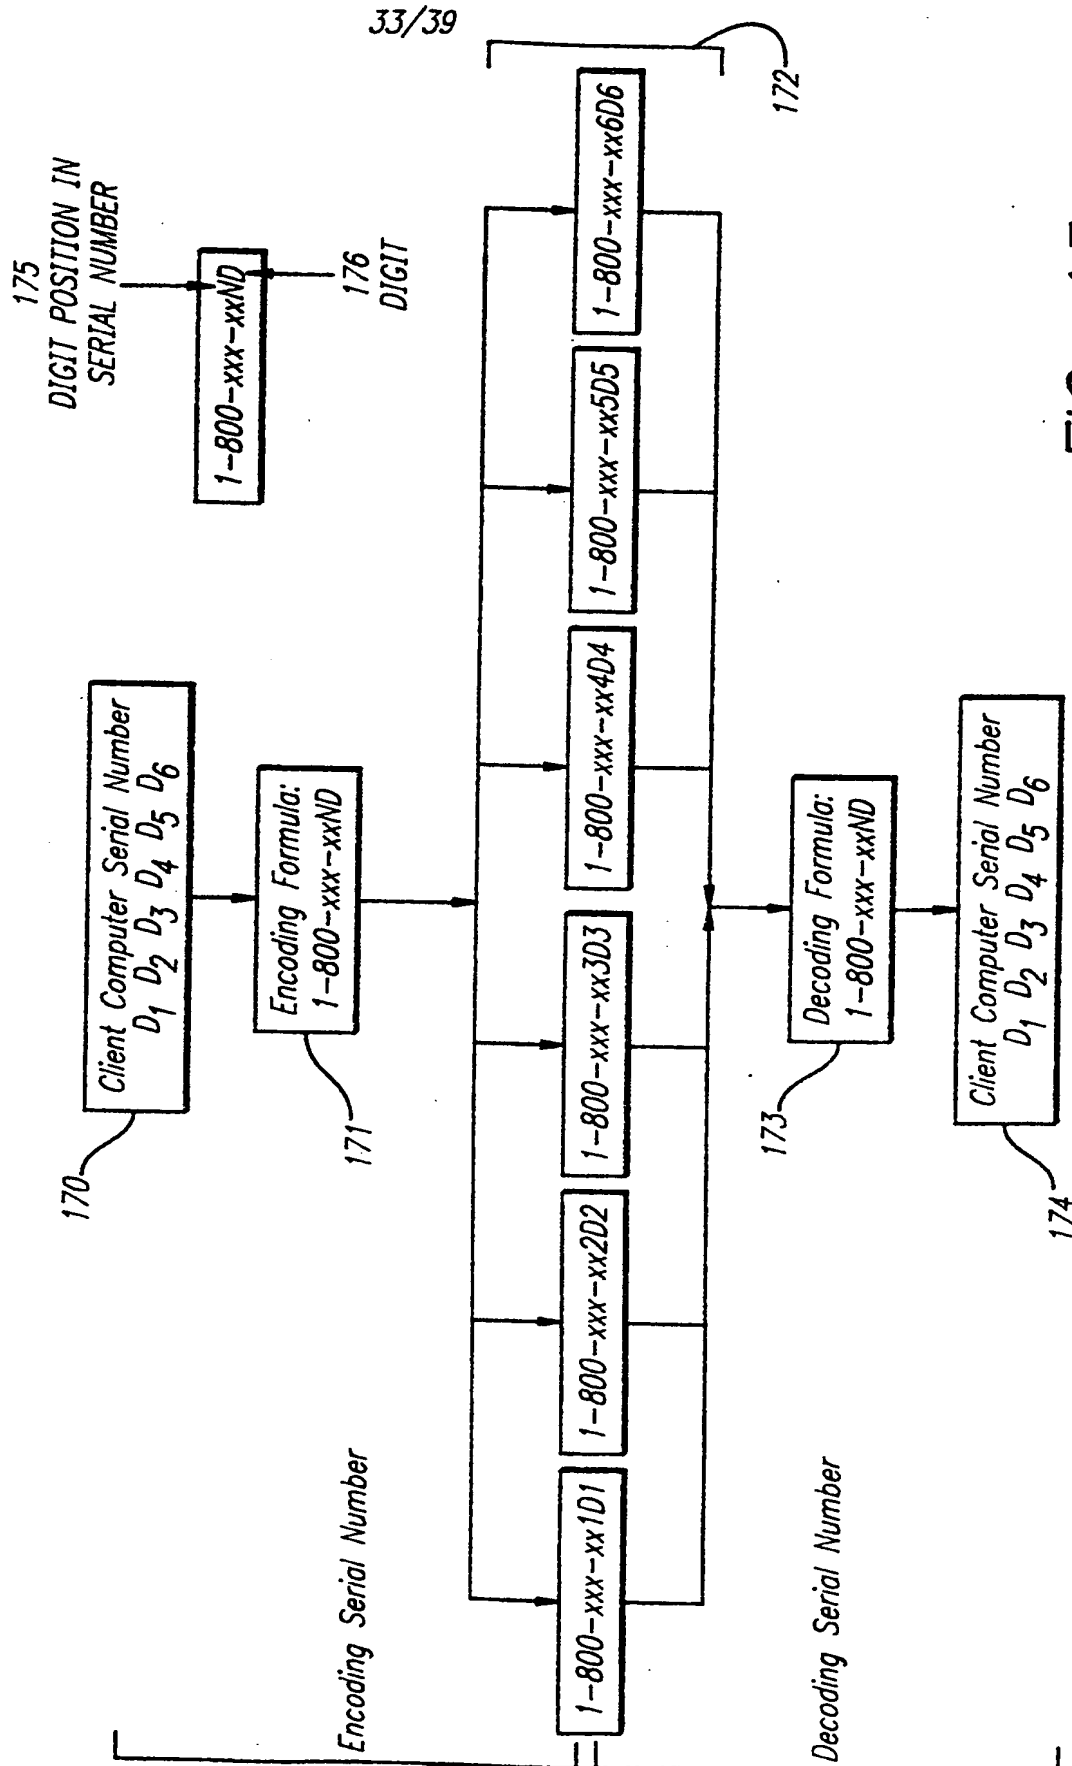 33/39
175
DIGIT POSITION IN
SERIAL NUMBER
1-800-xxx-xxND
176
DIGIT
170
Client Computer Serial Number
D1 D2 D3 D4 D5 D6
171
Encoding Formula:
1-800-xxx-xxND
Encoding Serial Number
1-800-xxx-xx1D1
1-800-xxx-xx2D2
1-800-xxx-xx3D3
1-800-xxx-xx4D4
1-800-xxx-xx5D5
1-800-xxx-xx6D6
172
Decoding Serial Number
173
Decoding Formula:
1-800-xxx-xxND
174
Client Computer Serial Number
D1 D2 D3 D4 D5 D6